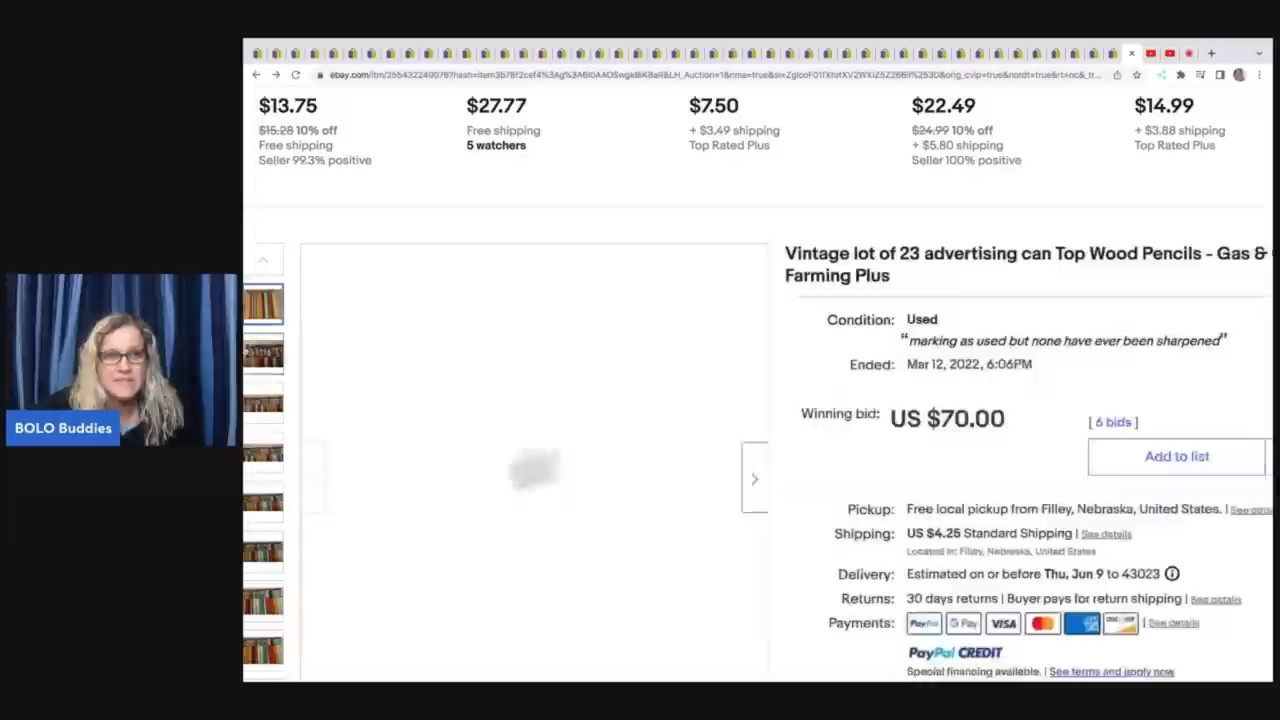 $13.75
$15.28 10% off
Free shipping
Seller 99.3% positive
$27.77
Free shipping
5 watchers
$7.50
+ $3.49 shipping
Top Rated Plus
$22.49
$24.99 10% off
+ $5.80 shipping
Seller 100% positive
$14.99
+ $3.88 shipping
Top Rated Plus
Vintage lot of 23 advertising can Top Wood Pencils - Gas &
Farming Plus
Condition: Used
“marking as used but none have ever been sharpened”
Ended: Mar 12, 2022, 6:06PM
Winning bid: US $70.00
[ 6 bids ]
Add to list
Pickup: Free local pickup from Filley, Nebraska, United States. | See
Shipping: US $4.25 Standard Shipping | See details
Located in: Filley, Nebraska, United States
Delivery: Estimated on or before Thu, Jun 9 to 43023
Returns: 30 days returns | Buyer pays for return shipping | See details
Payments: PayPal G Pay VISA | See details
PayPal CREDIT
Special financing available. | See terms and apply now
BOLO Buddies